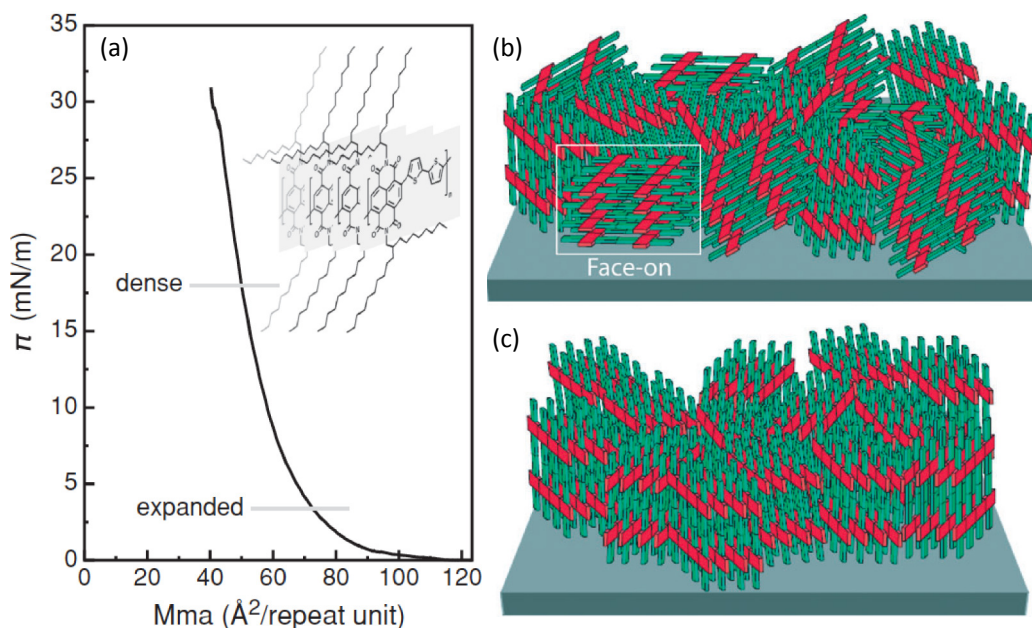 (a)
35
30
25
20
15
10
5
0
π (mN/m)
dense
expanded
0
20
40
60
80
100
120
Mma (Å²/repeat unit)
O
N
O
S
S
n
O
N
O
(b)
Face-on
(c)